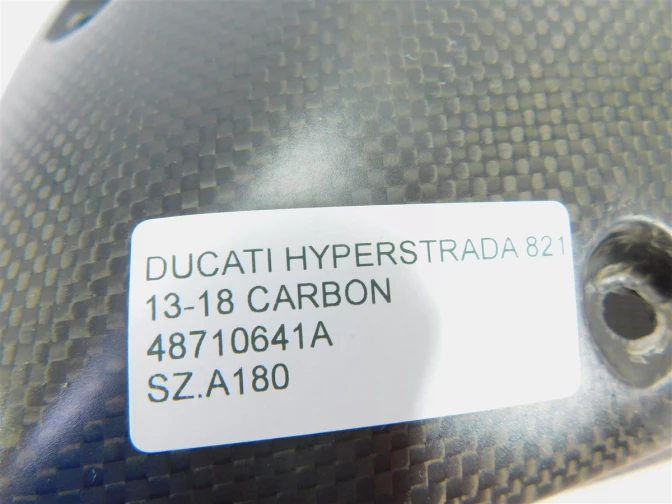 DUCATI HYPERSTRADA 821
13-18 CARBON
48710641A
SZ.A180